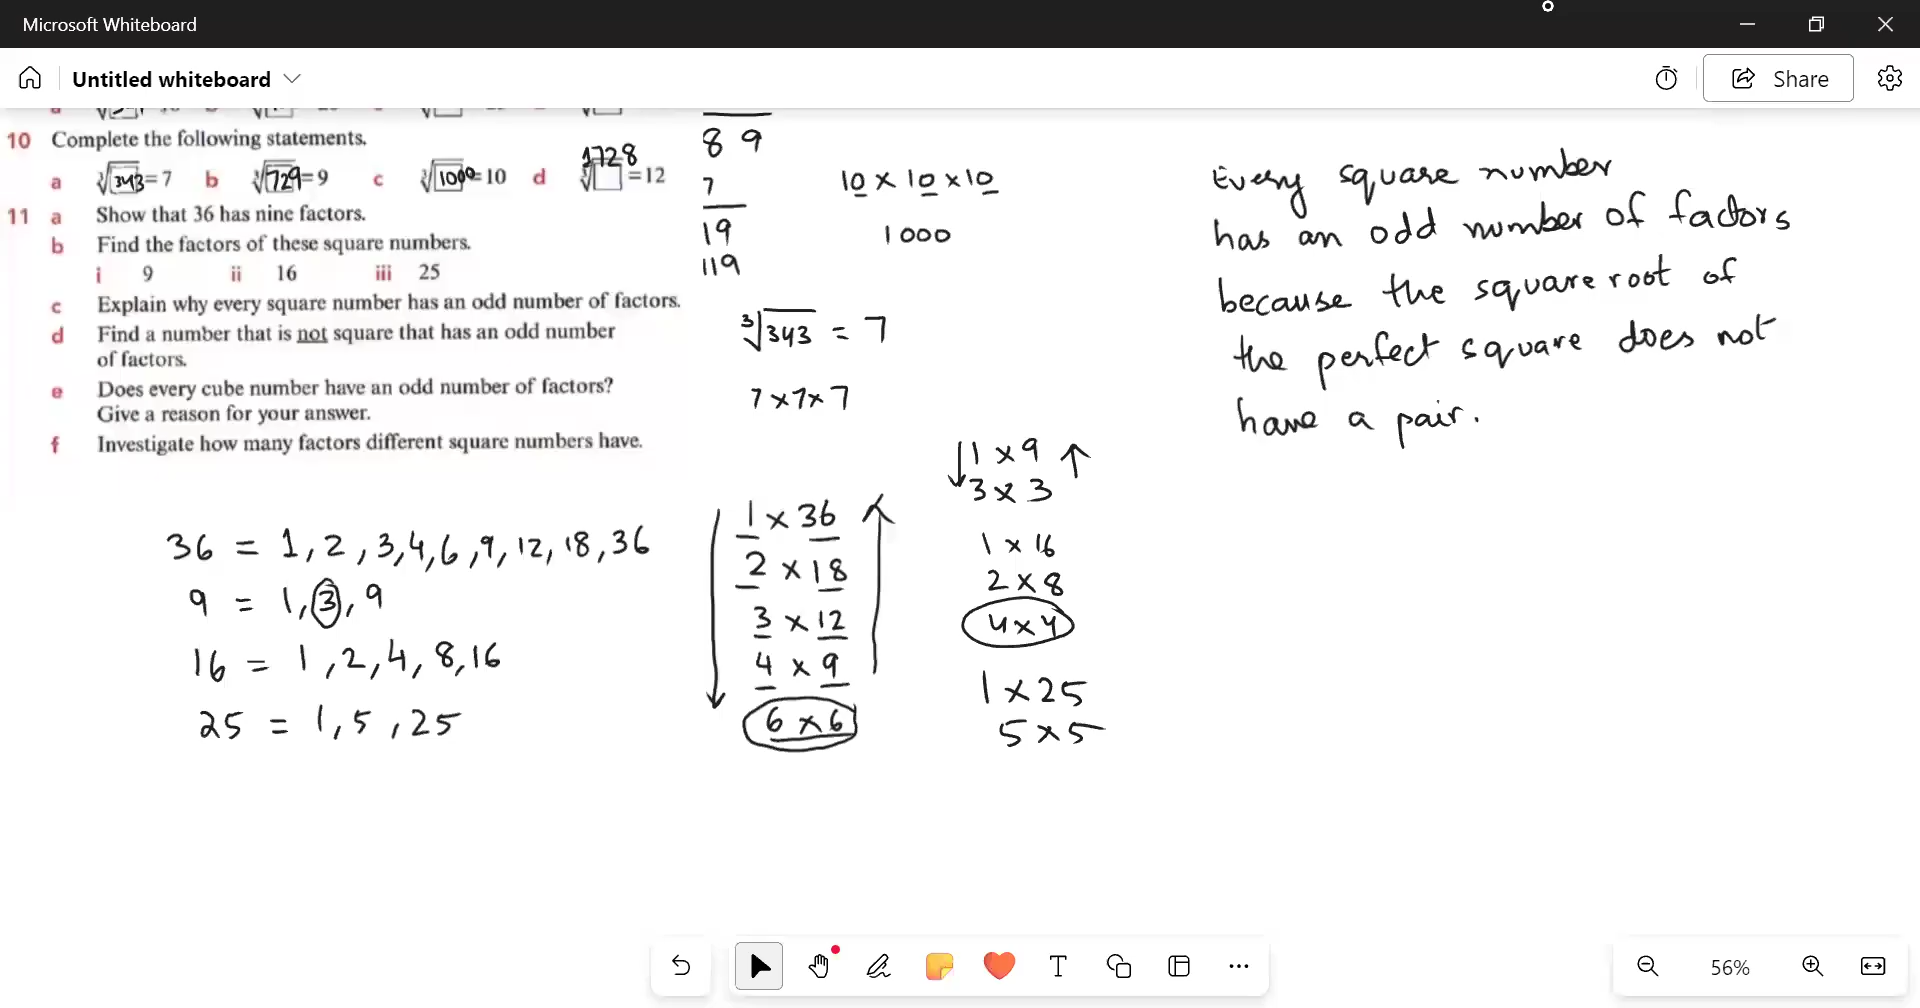 Microsoft Whiteboard
Untitled whiteboard
Share
10 Complete the following statements.
a ∛343=7 b ∛729=9 c ∛1000=10 d ∛1728 =12
11 a Show that 36 has nine factors.
b Find the factors of these square numbers.
i 9 ii 16 iii 25
c Explain why every square number has an odd number of factors.
d Find a number that is not square that has an odd number
of factors.
e Does every cube number have an odd number of factors?
Give a reason for your answer.
f Investigate how many factors different square numbers have.
36 = 1, 2, 3, 4, 6, 9, 12, 18, 36
9 = 1, 3, 9
16 = 1, 2, 4, 8, 16
25 = 1, 5, 25
8 9
7
19
119
10 × 10 × 10
1000
∛343 = 7
7 × 7 × 7
1 × 36
2 × 18
3 × 12
4 × 9
6 × 6
1 × 9
3 × 3
1 × 16
2 × 8
4 × 4
1 × 25
5 × 5
Every square number
has an odd number of factors
because the square root of
the perfect square does not
have a pair.
56%